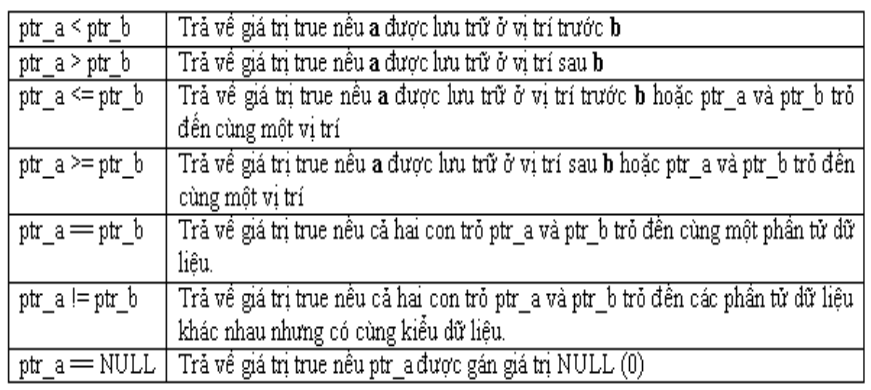 ptr_a < ptr_b Trả về giá trị true nếu a được lưu trữ ở vị trí trước b
ptr_a > ptr_b Trả về giá trị true nếu a được lưu trữ ở vị trí sau b
ptr_a <= ptr_b Trả về giá trị true nếu a được lưu trữ ở vị trí trước b hoặc ptr_a và ptr_b trỏ
đến cùng một vị trí
ptr_a >= ptr_b Trả về giá trị true nếu a được lưu trữ ở vị trí sau b hoặc ptr_a và ptr_b trỏ đến
cùng một vị trí
ptr_a == ptr_b Trả về giá trị true nếu cả hai con trỏ ptr_a và ptr_b trỏ đến cùng một phần tử dữ
liệu.
ptr_a != ptr_b Trả về giá trị true nếu cả hai con trỏ ptr_a và ptr_b trỏ đến các phần tử dữ liệu
khác nhau nhưng có cùng kiểu dữ liệu.
ptr_a == NULL Trả về giá trị true nếu ptr_a được gán giá trị NULL (0)